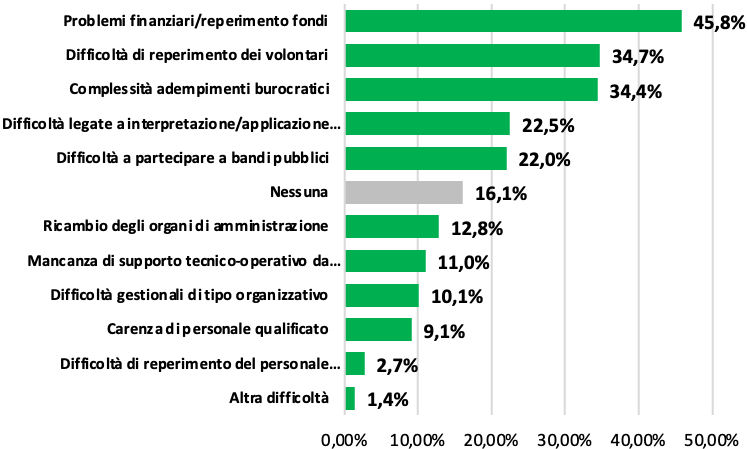 Problemi finanziari/reperimento fondi 45,8%
Difficoltà di reperimento dei volontari 34,7%
Complessità adempimenti burocratici 34,4%
Difficoltà legate a interpretazione/applicazione… 22,5%
Difficoltà a partecipare a bandi pubblici 22,0%
Nessuna 16,1%
Ricambio degli organi di amministrazione 12,8%
Mancanza di supporto tecnico-operativo da… 11,0%
Difficoltà gestionali di tipo organizzativo 10,1%
Carenza di personale qualificato 9,1%
Difficoltà di reperimento del personale… 2,7%
Altra difficoltà 1,4%
0,00% 10,00% 20,00% 30,00% 40,00% 50,00%